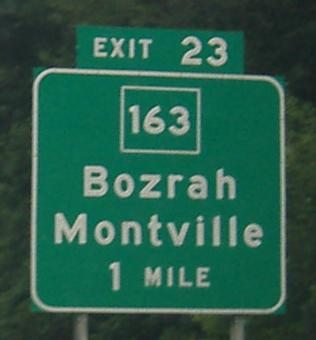 EXIT 23
163
Bozrah
Montville
1 MILE